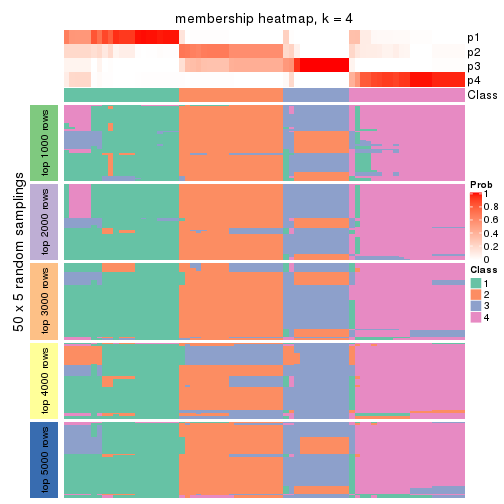 membership heatmap, k = 4
p1
p2
p3
p4
Class
50 x 5 random samplings
top 1000 rows
top 2000 rows
top 3000 rows
top 4000 rows
top 5000 rows
Prob
1
0.8
0.6
0.4
0.2
0
Class
1
2
3
4